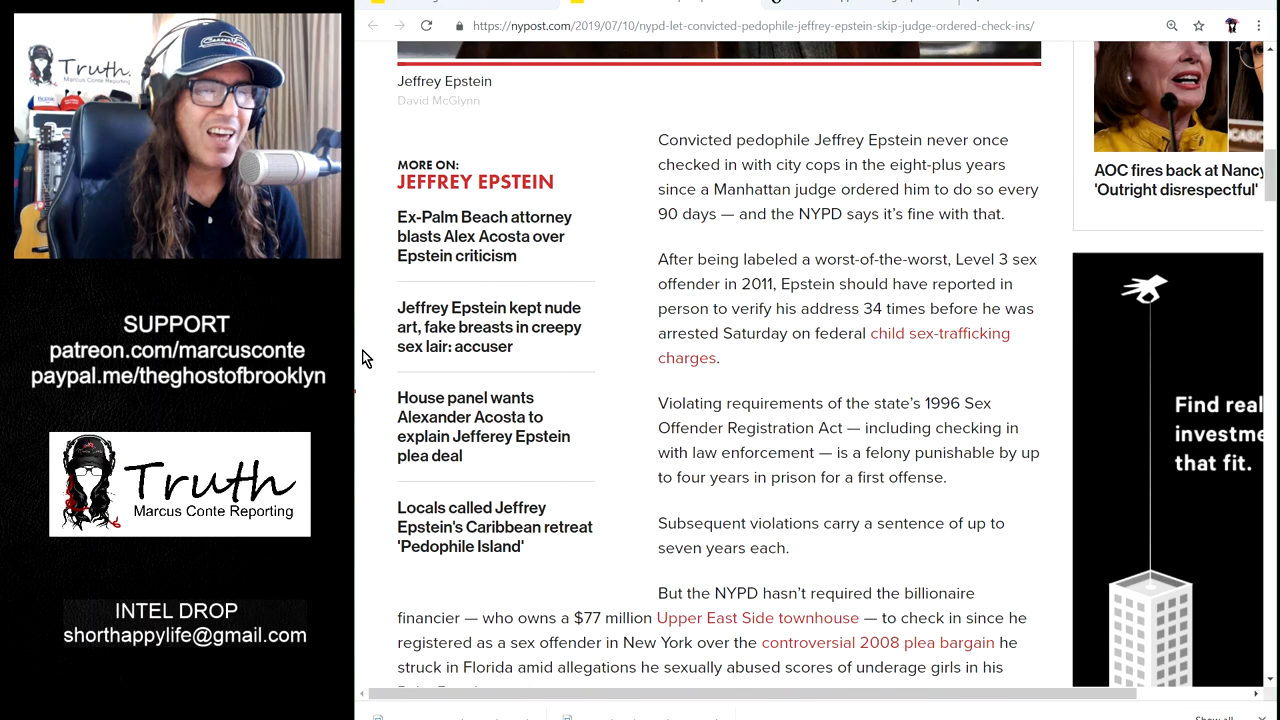 https://nypost.com/2019/07/10/nypd-let-convicted-pedophile-jeffrey-epstein-skip-judge-ordered-check-ins/
Truth.
Marcus Conte Reporting
SUPPORT
patreon.com/marcusconte
paypal.me/theghostofbrooklyn
Truth
Marcus Conte Reporting
INTEL DROP
shorthappylife@gmail.com
Jeffrey Epstein
David McGlynn
MORE ON:
JEFFREY EPSTEIN
Ex-Palm Beach attorney
blasts Alex Acosta over
Epstein criticism
Jeffrey Epstein kept nude
art, fake breasts in creepy
sex lair: accuser
House panel wants
Alexander Acosta to
explain Jefferey Epstein
plea deal
Locals called Jeffrey
Epstein's Caribbean retreat
'Pedophile Island'
Convicted pedophile Jeffrey Epstein never once
checked in with city cops in the eight-plus years
since a Manhattan judge ordered him to do so every
90 days — and the NYPD says it's fine with that.
After being labeled a worst-of-the-worst, Level 3 sex
offender in 2011, Epstein should have reported in
person to verify his address 34 times before he was
arrested Saturday on federal child sex-trafficking
charges.
Violating requirements of the state's 1996 Sex
Offender Registration Act — including checking in
with law enforcement — is a felony punishable by up
to four years in prison for a first offense.
Subsequent violations carry a sentence of up to
seven years each.
But the NYPD hasn't required the billionaire
financier — who owns a $77 million Upper East Side townhouse — to check in since he
registered as a sex offender in New York over the controversial 2008 plea bargain he
struck in Florida amid allegations he sexually abused scores of underage girls in his
AOC fires back at Nancy
'Outright disrespectful'
Find real
investme
that fit.
Show all